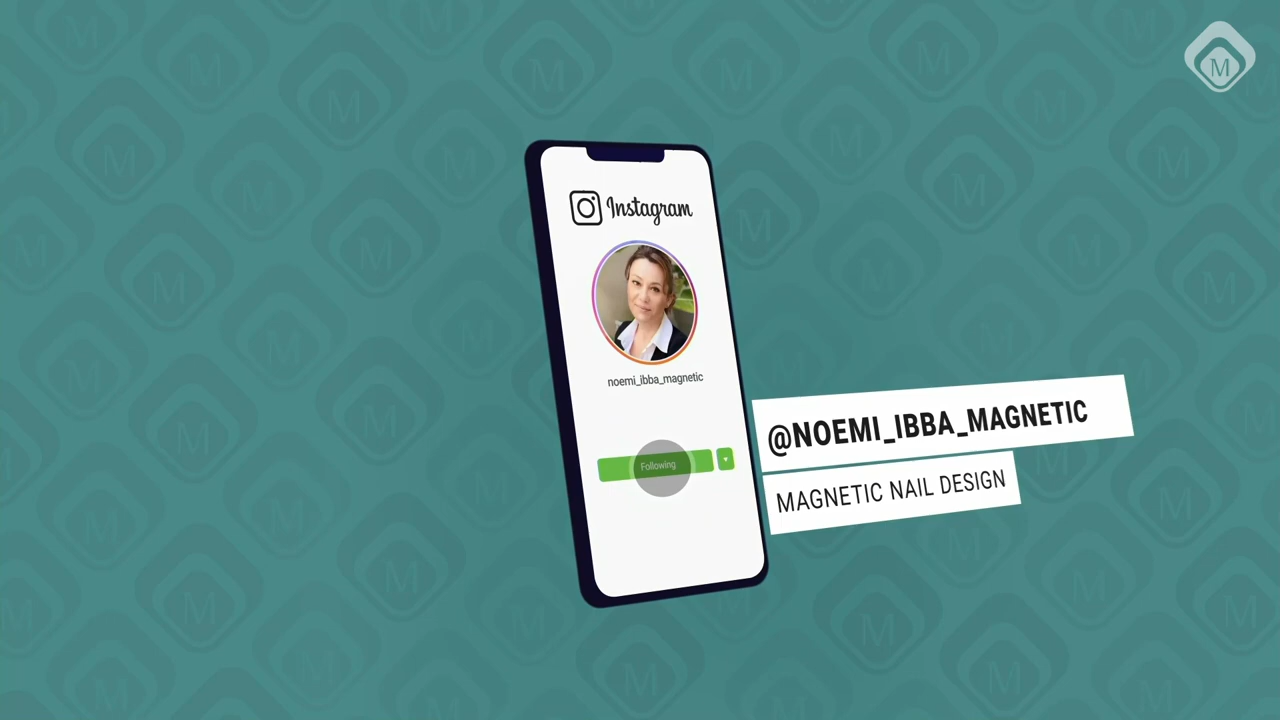 M
Instagram
noemi_ibba_magnetic
Following
@NOEMI_IBBA_MAGNETIC
MAGNETIC NAIL DESIGN